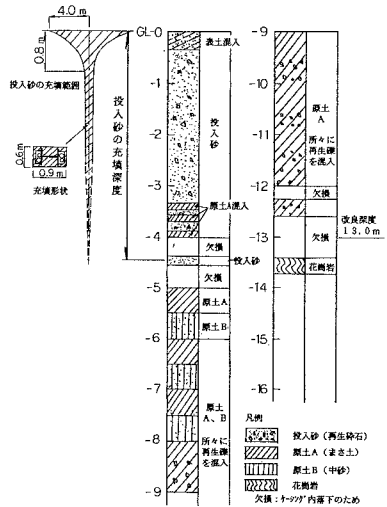 4.0m
0.8m
投入砂の充填範囲
0.6m
0.9m
充填形状
投入砂の充填深度
GL-0
-1
-2
-3
-4
-5
-6
-7
-8
-9
表土混入
投入砂
原土A混入
欠損
投入砂
欠損
原土A
原土B
原土
A、B
所々に
再生礫
を混入
-9
-10
-11
-12
-13
-14
-15
-16
原土
A
所々に
再生礫
を混入
欠損
欠損
花崗岩
改良深度
13.0m
凡例
投入砂(再生砕石)
原土A(まさ土)
原土B(中砂)
花崗岩
欠損:ケーシング内落下のため